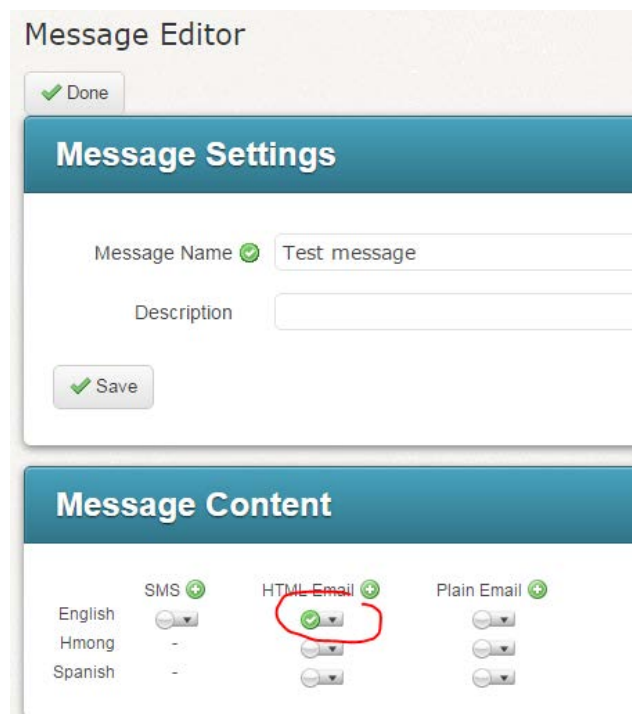 Message Editor
Done
Message Settings
Message Name Test message
Description
Save
Message Content
SMS HTML Email Plain Email
English
Hmong -
Spanish -